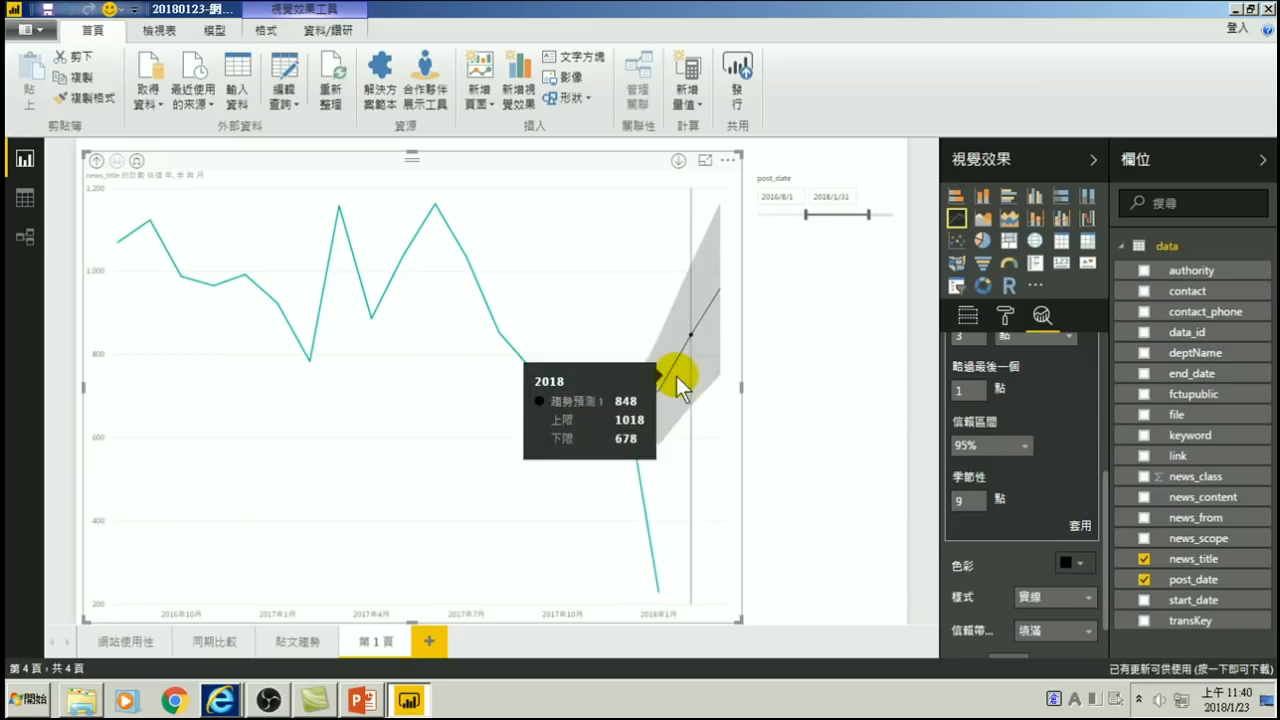 20180123-網...
視覺效果工具
首頁
檢視表
模型
格式
資料/鑽研
登入
貼上
剪下
複製
複製格式
剪貼簿
取得資料
最近使用的來源
輸入資料
編輯查詢
重新整理
外部資料
解決方案範本
合作夥伴展示工具
資源
新增頁面
新增視覺效果
文字方塊
影像
形狀
插入
管理關聯
關聯性
新增量值
計算
發行
共用
news_title 的計數 依據 年, 季 與 月
1,200
1,000
800
600
400
200
2016年10月
2017年1月
2017年4月
2017年7月
2017年10月
2018年1月
2018
趨勢預測 1 848
上限 1018
下限 678
post_date
2016/8/1
2018/1/31
視覺效果
3 點
略過最後一個
1 點
信賴區間
95%
季節性
9 點
套用
色彩
樣式 實線
信賴帶... 填滿
欄位
搜尋
data
authority
contact
contact_phone
data_id
deptName
end_date
fctupublic
file
keyword
link
Σ news_class
news_content
news_from
news_scope
news_title
post_date
start_date
transKey
網站使用性
同期比較
貼文趨勢
第 1 頁
第 4 頁，共 4 頁
已有更新可供使用 (按一下即可下載)
開始
上午 11:40
2018/1/23